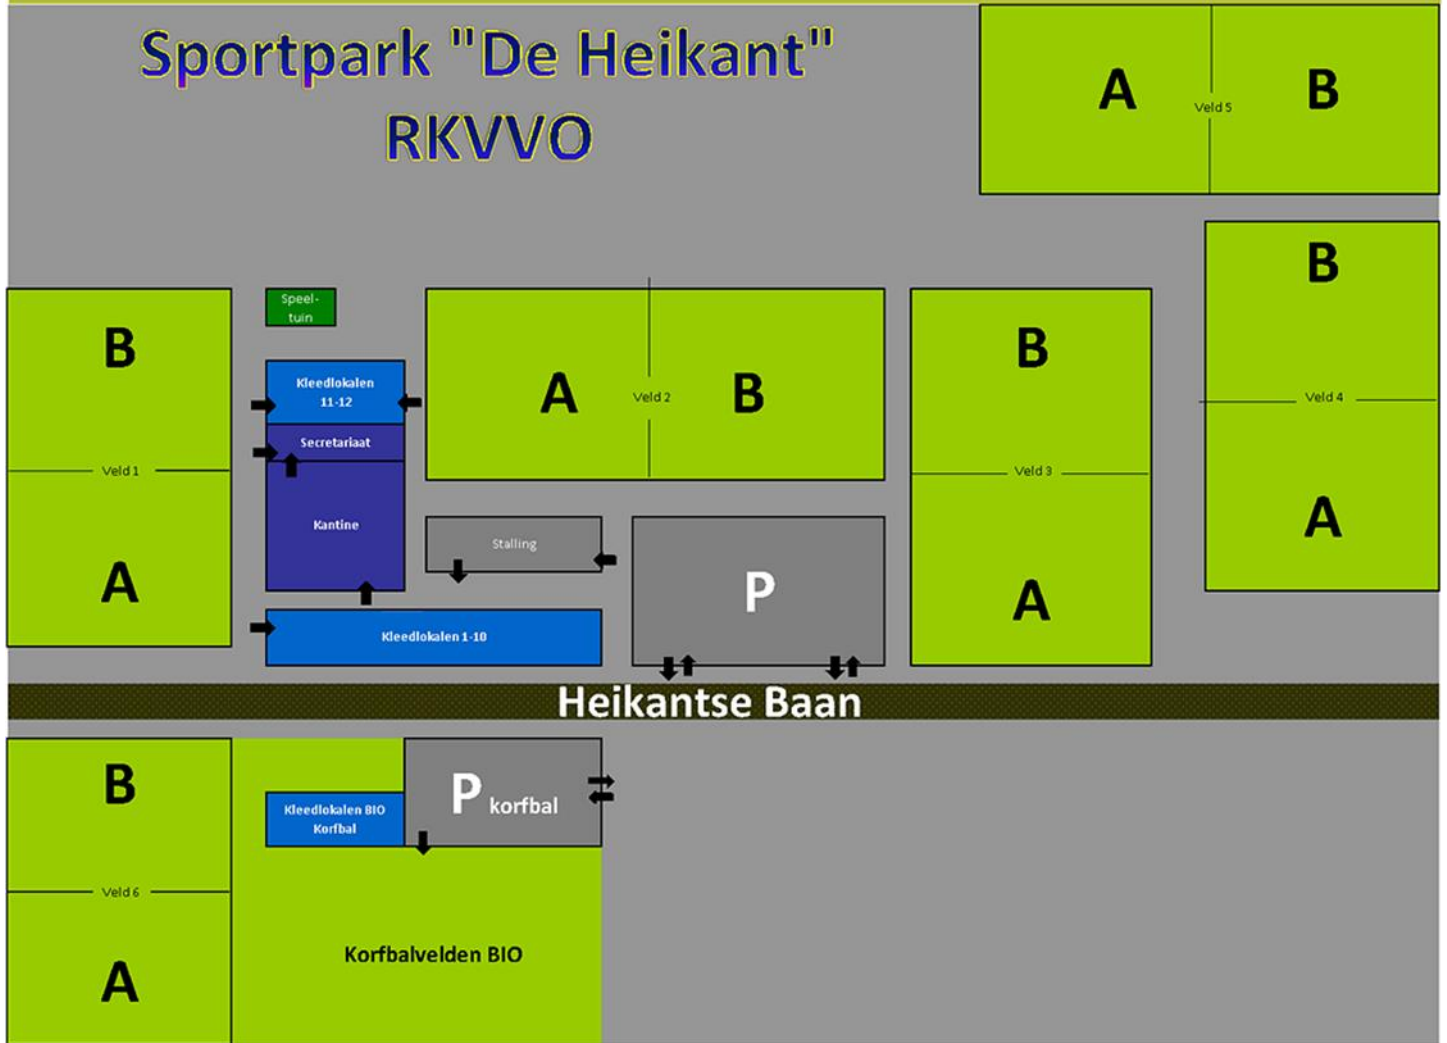 Sportpark "De Heikant"
RKVVO
A
Veld 5
B
B
Veld 4
A
B
Veld 1
A
Speel-
tuin
Kleedlokalen
11-12
Secretariaat
Kantine
A
Veld 2
B
B
Veld 3
A
Stalling
P
Kleedlokalen 1-10
Heikantse Baan
B
Veld 6
A
Kleedlokalen BIO
Korfbal
P korfbal
Korfbalvelden BIO